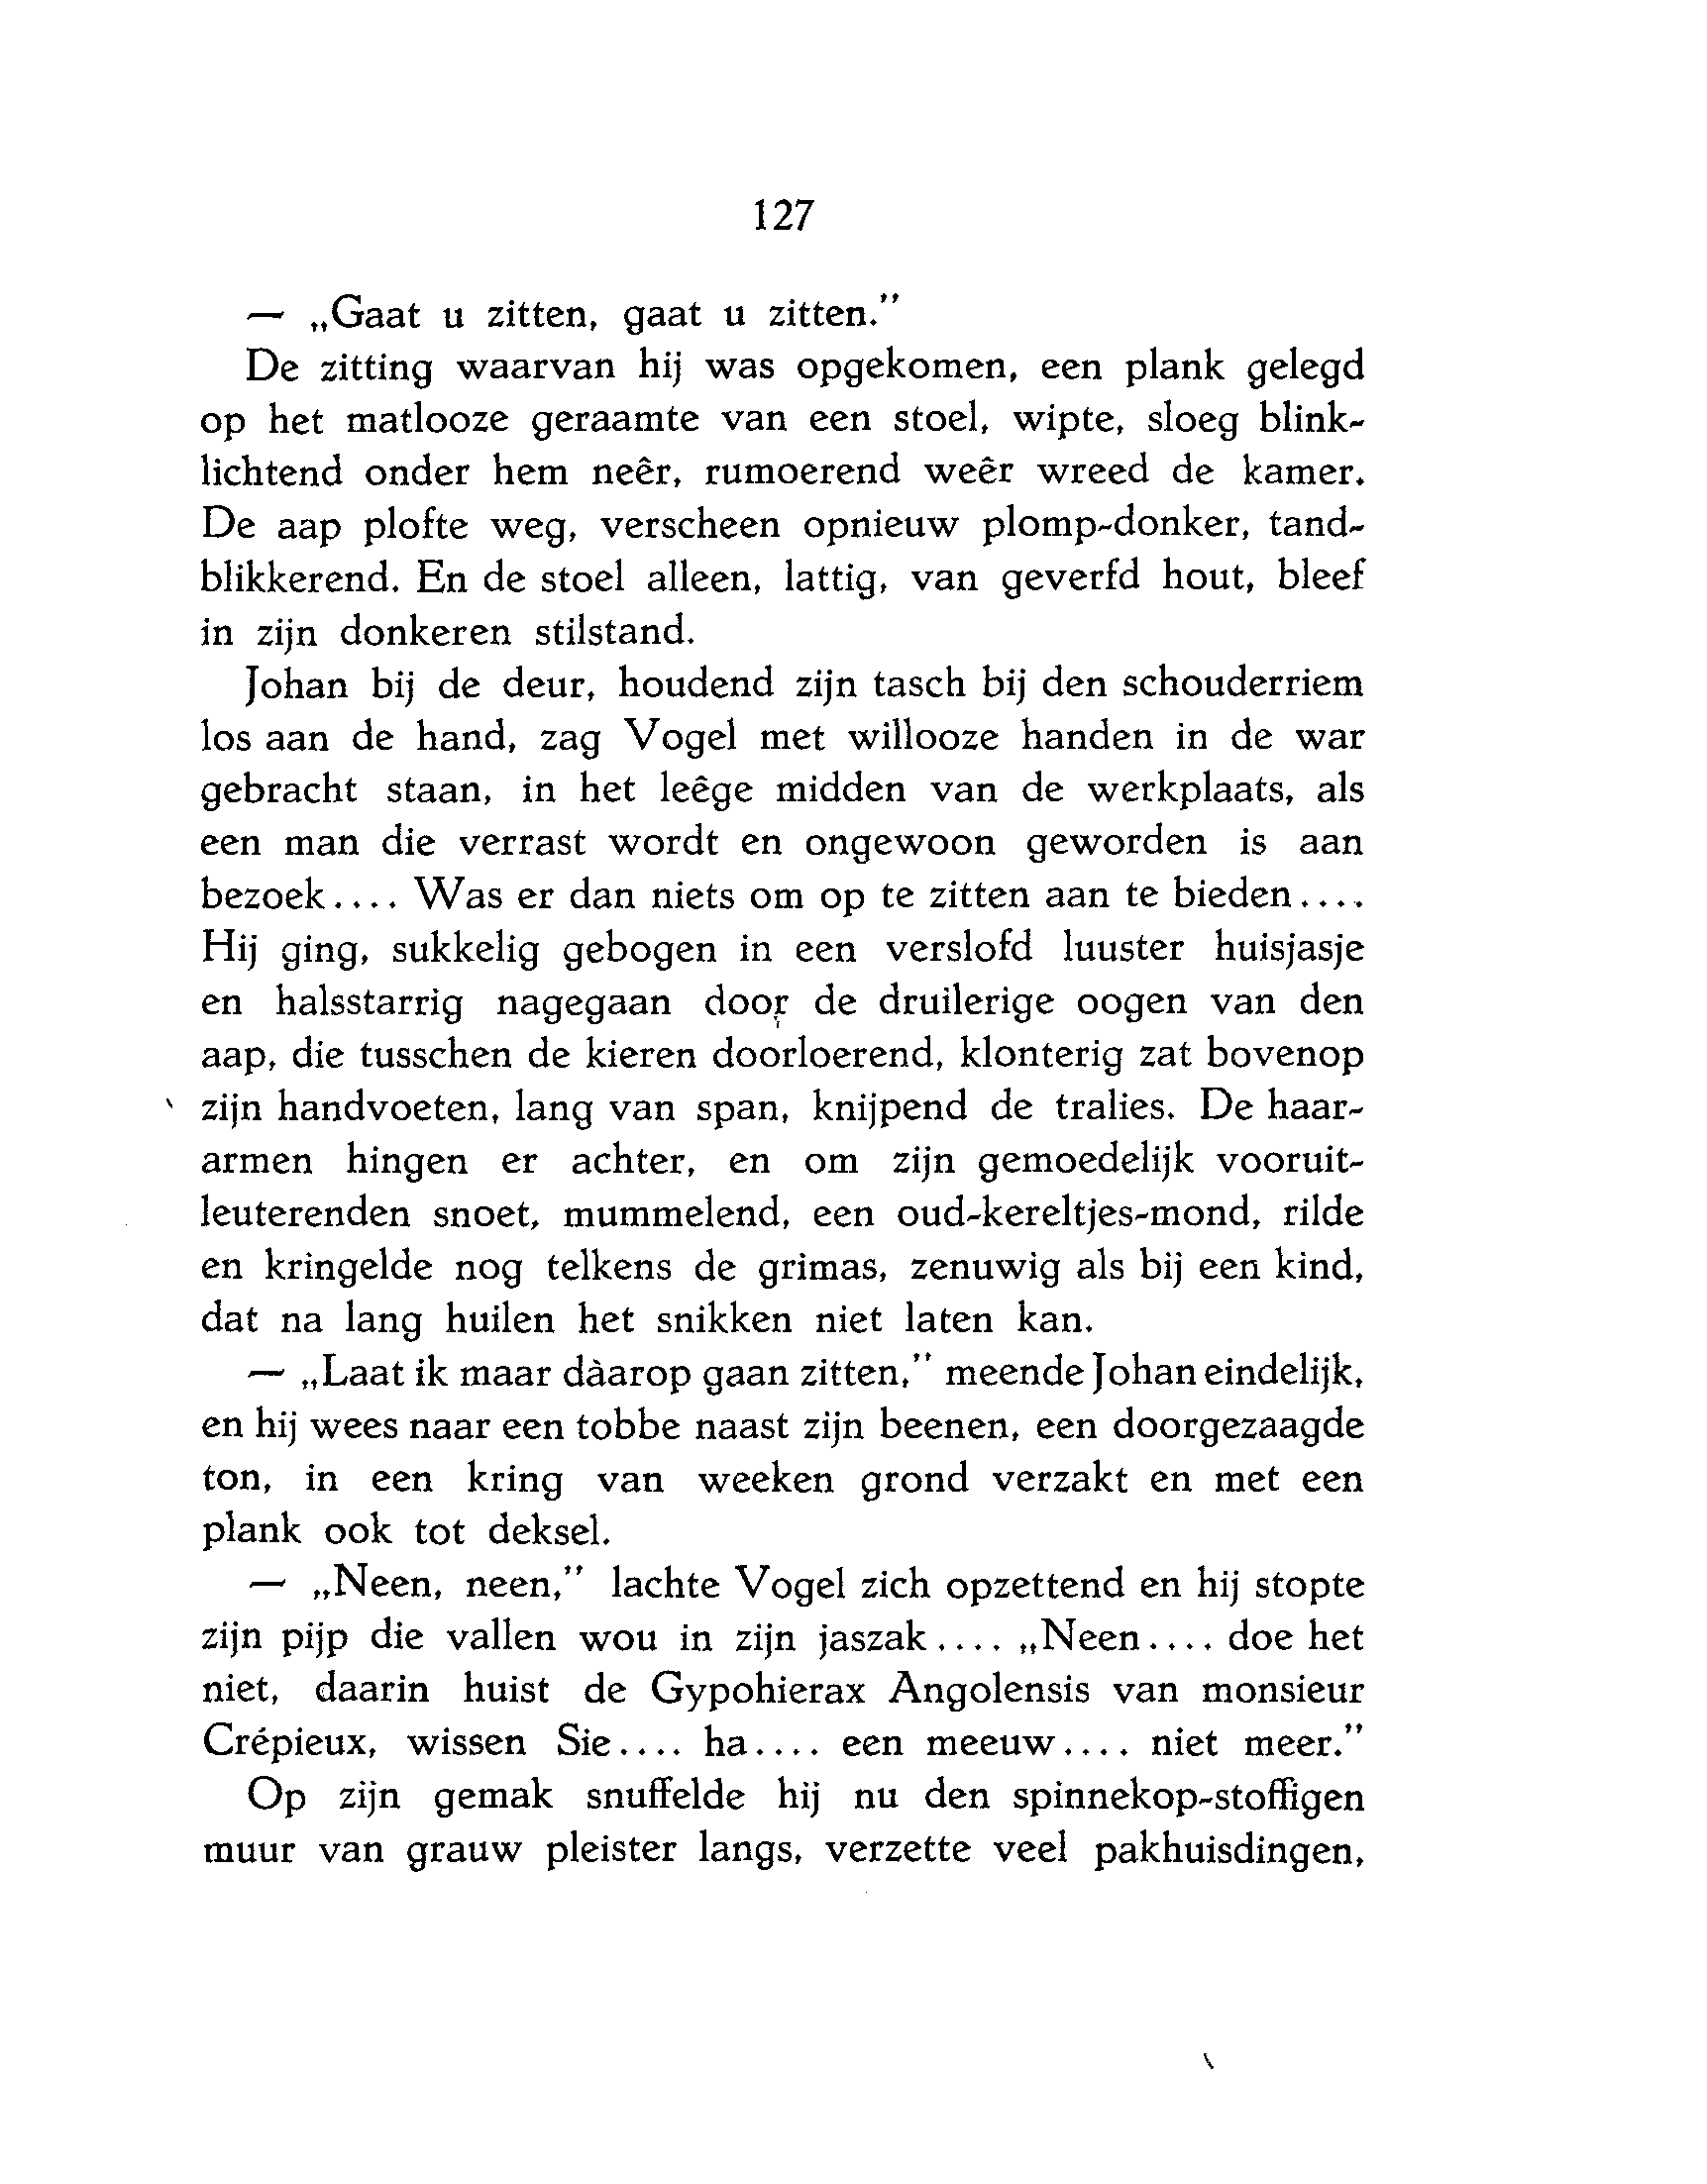 127
— „Gaat u zitten, gaat u zitten.”
De zitting waarvan hij was opgekomen, een plank gelegd
op het matlooze geraamte van een stoel, wipte, sloeg blink-
lichtend onder hem neêr, rumoerend weêr wreed de kamer.
De aap plofte weg, verscheen opnieuw plomp-donker, tand-
blikkerend. En de stoel alleen, lattig, van geverfd hout, bleef
in zijn donkeren stilstand.
Johan bij de deur, houdend zijn tasch bij den schouderriem
los aan de hand, zag Vogel met willooze handen in de war
gebracht staan, in het leêge midden van de werkplaats, als
een man die verrast wordt en ongewoon geworden is aan
bezoek.... Was er dan niets om op te zitten aan te bieden....
Hij ging, sukkelig gebogen in een verslofd luuster huisjasje
en halsstarrig nagegaan door de druilerige oogen van den
aap, die tusschen de kieren doorloerend, klonterig zat bovenop
zijn handvoeten, lang van span, knijpend de tralies. De haar-
armen hingen er achter, en om zijn gemoedelijk vooruit-
leuterenden snoet, mummelend, een oud-kereltjes-mond, rilde
en kringelde nog telkens de grimas, zenuwig als bij een kind,
dat na lang huilen het snikken niet laten kan.
— „Laat ik maar dàarop gaan zitten,” meende Johan eindelijk,
en hij wees naar een tobbe naast zijn beenen, een doorgezaagde
ton, in een kring van weeken grond verzakt en met een
plank ook tot deksel.
— „Neen, neen,” lachte Vogel zich opzettend en hij stopte
zijn pijp die vallen wou in zijn jaszak.... „Neen.... doe het
niet, daarin huist de Gypohierax Angolensis van monsieur
Crépieux, wissen Sie.... ha.... een meeuw.... niet meer.”
Op zijn gemak snuffelde hij nu den spinnekop-stoffigen
muur van grauw pleister langs, verzette veel pakhuisdingen,